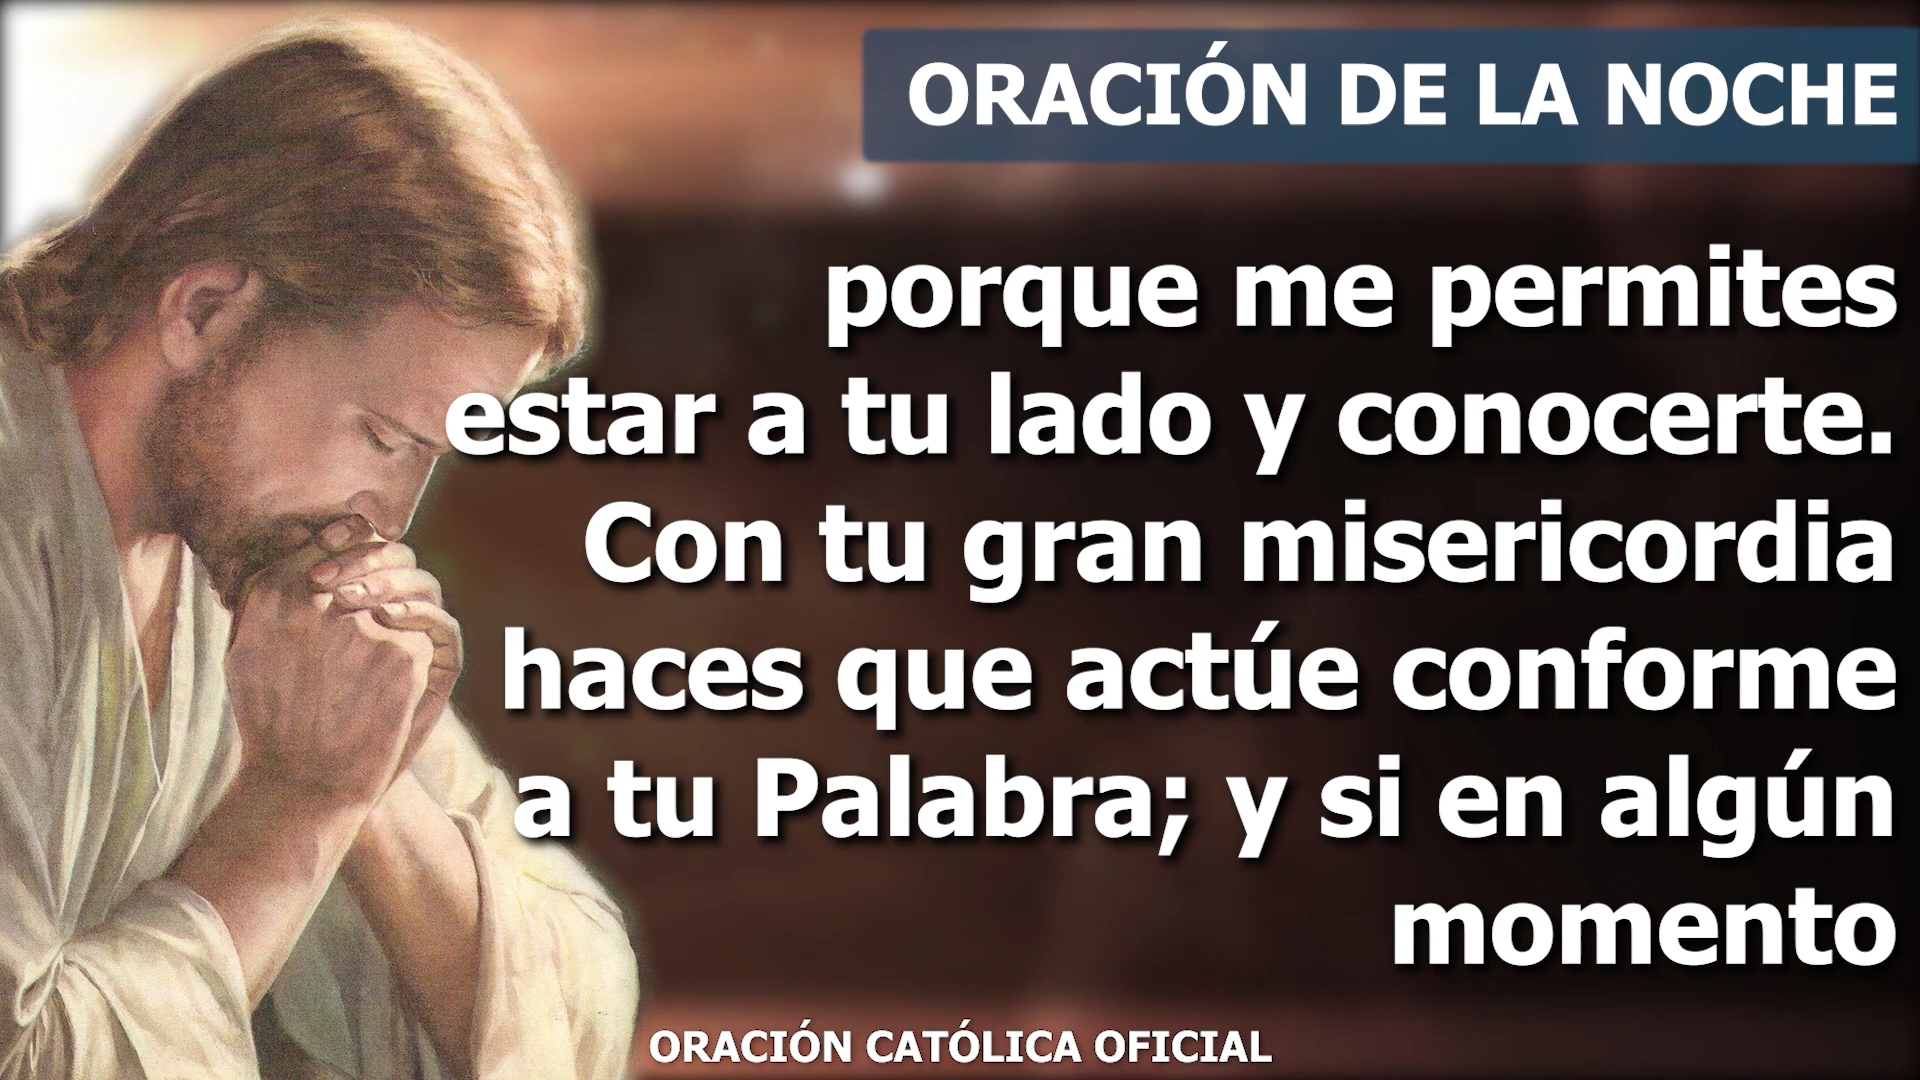 ORACIÓN DE LA NOCHE
porque me permites
estar a tu lado y conocerte.
Con tu gran misericordia
haces que actúe conforme
a tu Palabra; y si en algún
momento
ORACIÓN CATÓLICA OFICIAL